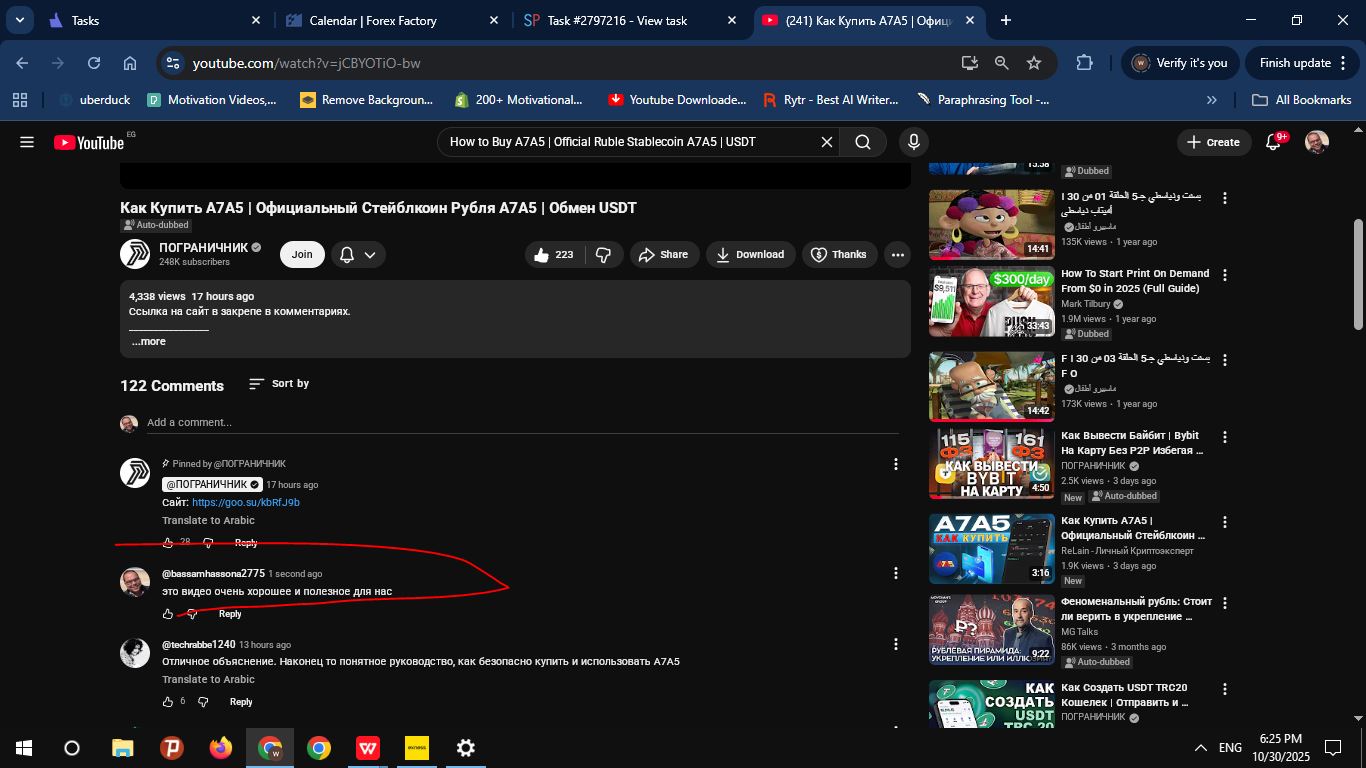 Tasks
Calendar | Forex Factory
Task #2797216 - View task
(241) Как Купить A7A5 | Офиц
youtube.com/watch?v=jCBYOTiO-bw
Verify it's you
Finish update
uberduck
Motivation Videos,...
Remove Backgroun...
200+ Motivational...
Youtube Downloade...
Rytr - Best AI Writer...
Paraphrasing Tool -...
All Bookmarks
YouTube EG
How to Buy A7A5 | Official Ruble Stablecoin A7A5 | USDT
Create
9+
Как Купить A7A5 | Официальный Стейблкоин Рубля A7A5 | Обмен USDT
Auto-dubbed
ПОГРАНИЧНИК
248K subscribers
Join
223
Share
Download
Thanks
4,338 views 17 hours ago
Ссылка на сайт в закрепе в комментариях.
...more
122 Comments
Sort by
Add a comment...
Pinned by @ПОГРАНИЧНИК
@ПОГРАНИЧНИК 17 hours ago
Сайт: https://goo.su/kbRfJ9b
Translate to Arabic
28 Reply
@bassamhassona2775 1 second ago
это видео очень хорошее и полезное для нас
Reply
@techrabbe1240 13 hours ago
Отличное объяснение. Наконец то понятное руководство, как безопасно купить и использовать A7A5
Translate to Arabic
6 Reply
15:58
Dubbed
بسنت ودياسطي جـ5 الحلقة 01 من 30 I
ماسبيرو أطفال
135K views · 1 year ago
14:41
How To Start Print On Demand
From $0 in 2025 (Full Guide)
Mark Tilbury
1.9M views · 1 year ago
Dubbed
$300/day
$9,511
33:43
بسنت ودياسطي جـ5 الحلقة 03 من 30 F I
F O
ماسبيرو أطفال
173K views · 1 year ago
14:42
Как Вывести Байбит | Bybit
На Карту Без P2P Избегая ...
ПОГРАНИЧНИК
2.5K views · 3 days ago
New
Auto-dubbed
115 161
ФЗ ФЗ
КАК ВЫВЕСТИ
BYBIT
НА КАРТУ
4:50
Как Купить A7A5 |
Официальный Стейблкоин ...
ReLain - Личный Криптоэксперт
1.9K views · 3 days ago
New
A7A5
КАК КУПИТЬ
3:16
Феноменальный рубль: Стоит
ли верить в укрепление ...
MG Talks
86K views · 3 months ago
Auto-dubbed
РУБЛЕВАЯ ПИРАМИДА:
9:22
Как Создать USDT TRC20
Кошелек | Отправить и ...
ПОГРАНИЧНИК
КАК
СОЗДАТЬ
USDT
TRC 20
exness
ENG
6:25 PM
10/30/2025